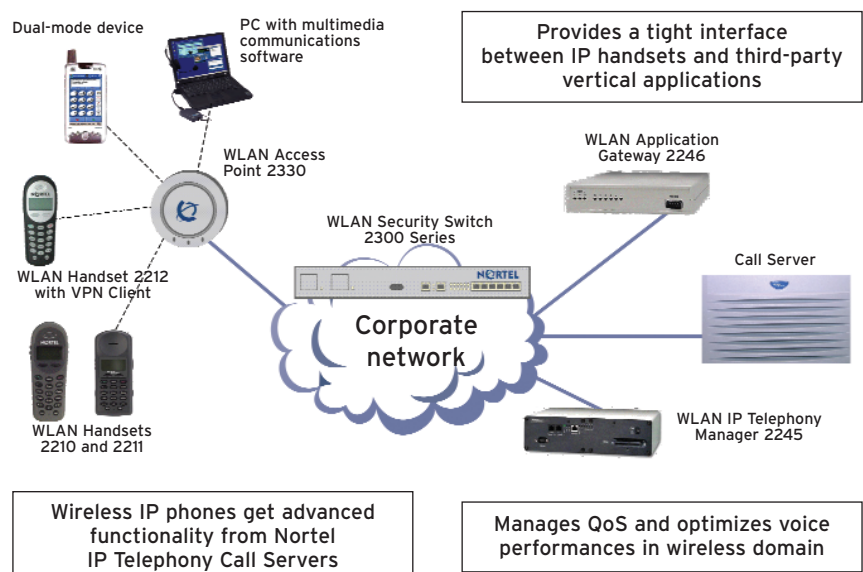 Dual-mode device
PC with multimedia
communications
software
Provides a tight interface
between IP handsets and third-party
vertical applications
WLAN Access
Point 2330
WLAN Application
Gateway 2246
NORTEL
WLAN Security Switch
2300 Series
NORTEL
Call Server
WLAN Handset 2212
with VPN Client
Corporate
network
NORTEL
WLAN Handsets
2210 and 2211
WLAN IP Telephony
Manager 2245
Wireless IP phones get advanced
functionality from Nortel
IP Telephony Call Servers
Manages QoS and optimizes voice
performances in wireless domain